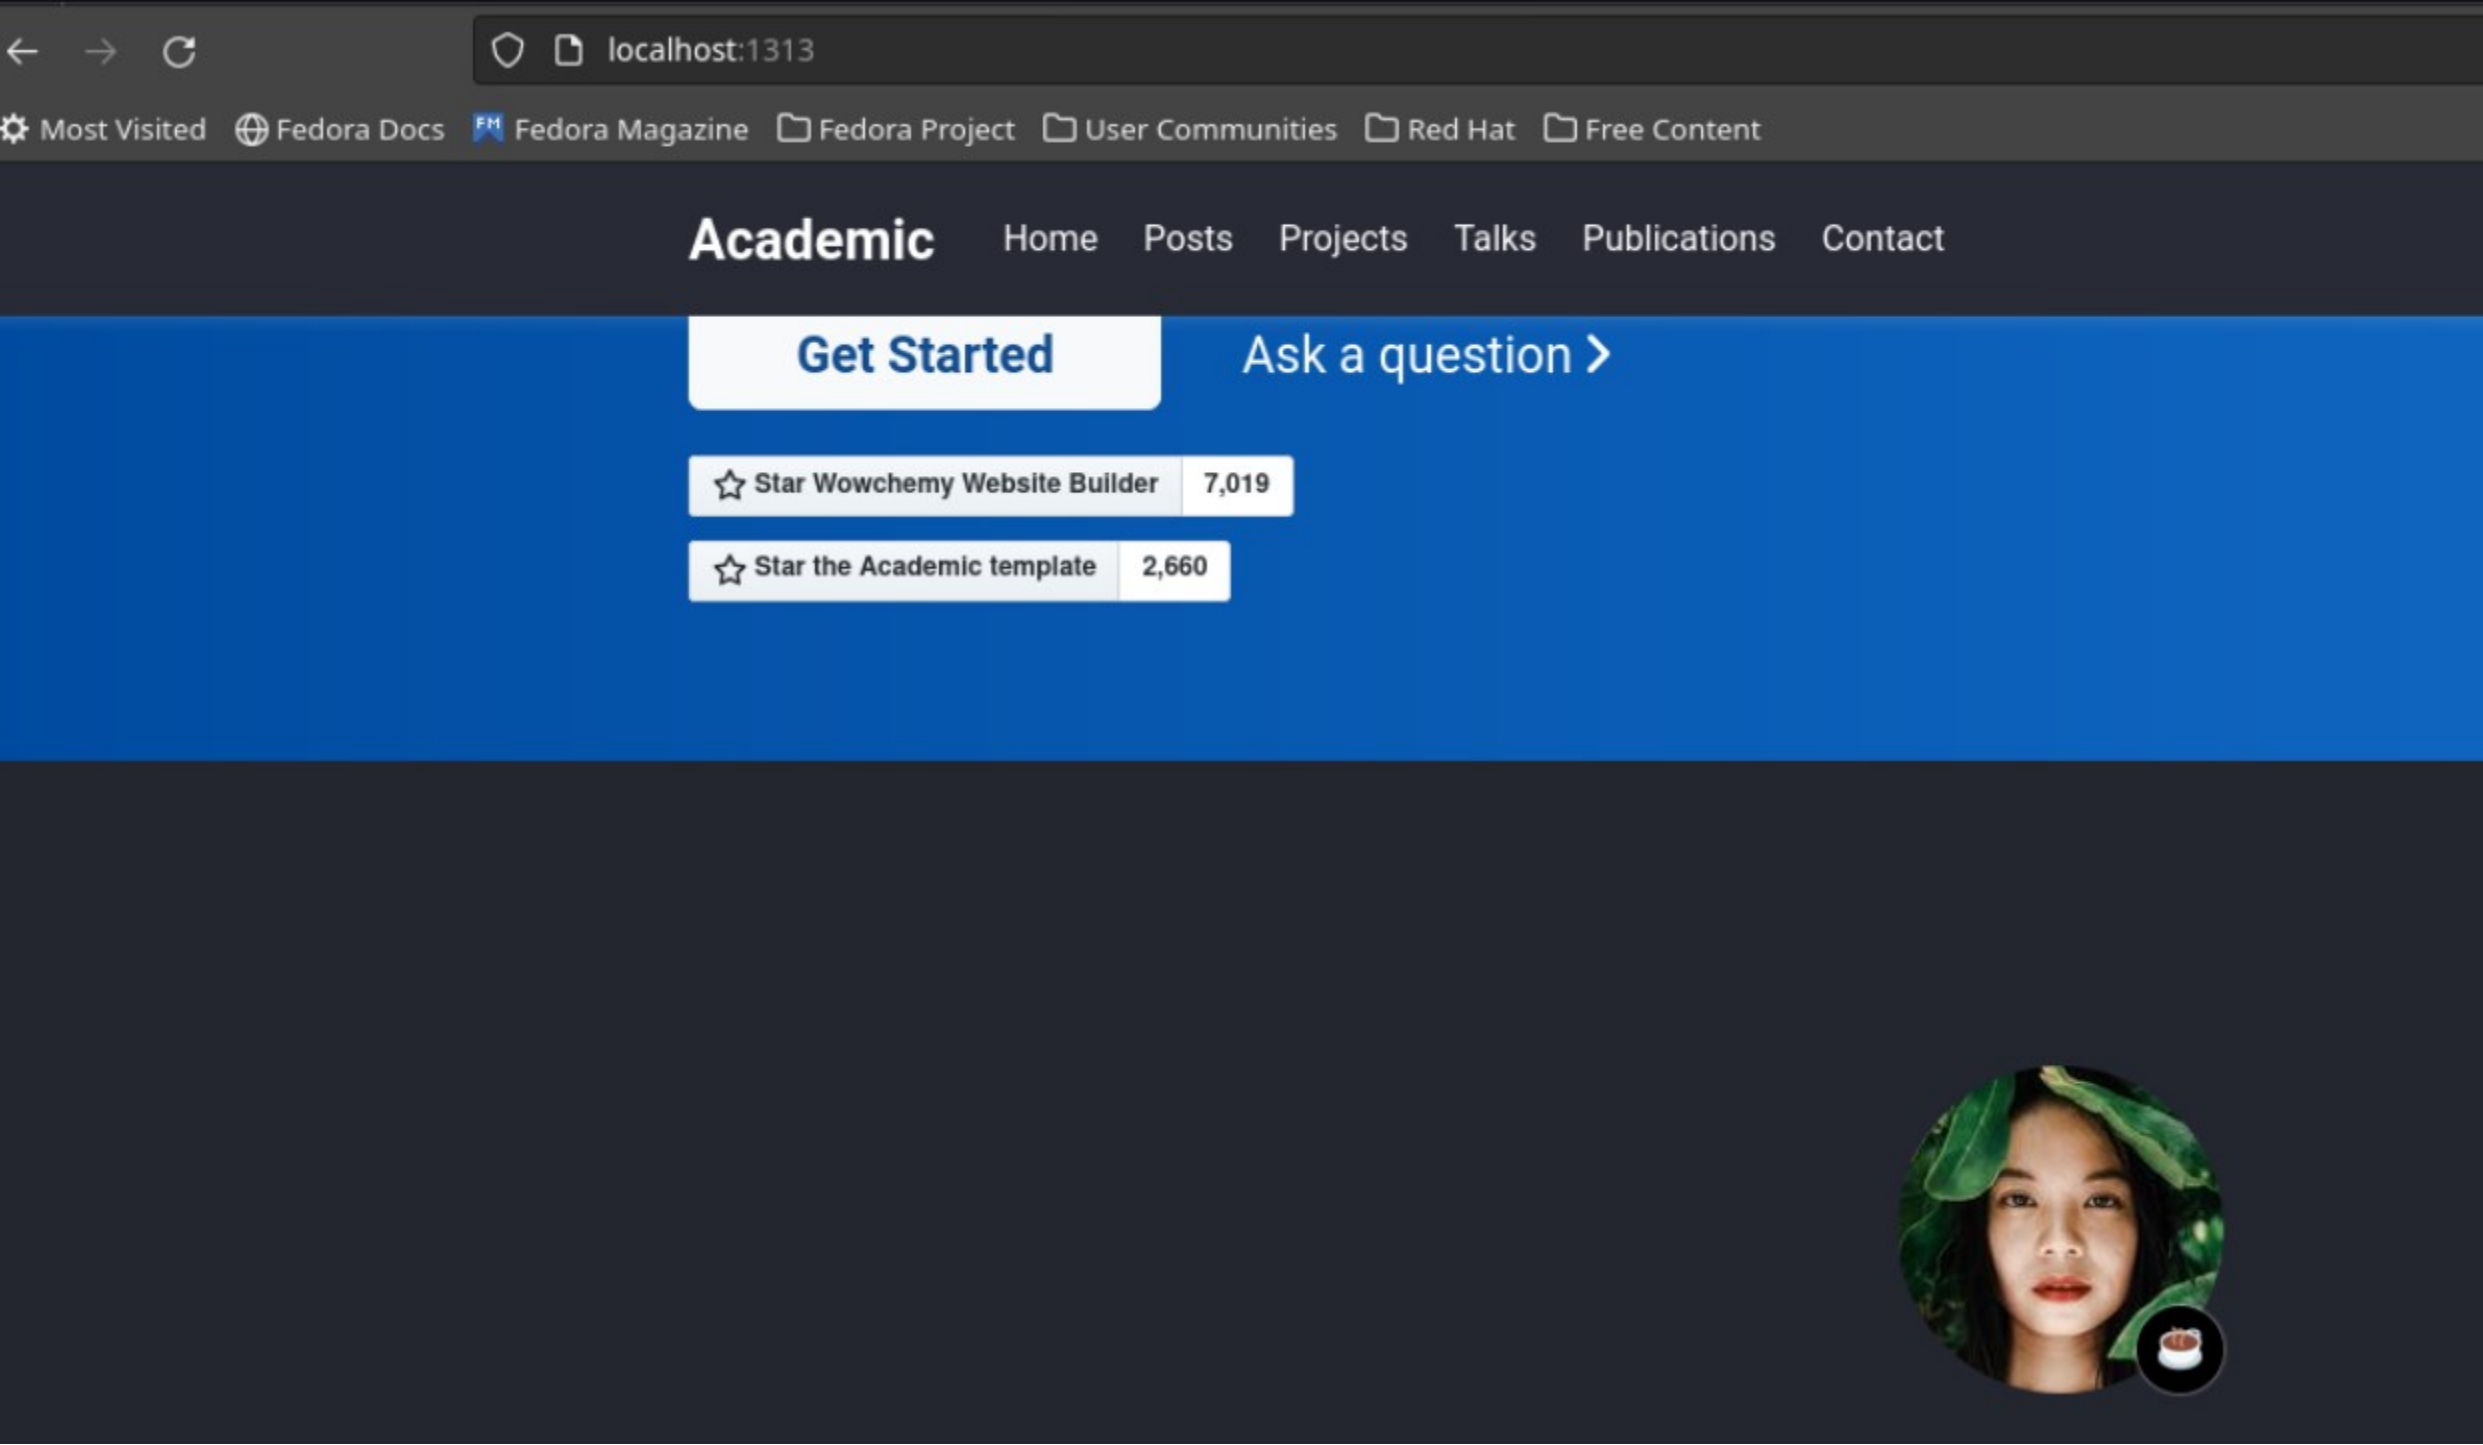 localhost:1313
Most Visited Fedora Docs FM Fedora Magazine Fedora Project User Communities Red Hat Free Content
Academic Home Posts Projects Talks Publications Contact
Get Started Ask a question
Star Wowchemy Website Builder 7,019
Star the Academic template 2,660